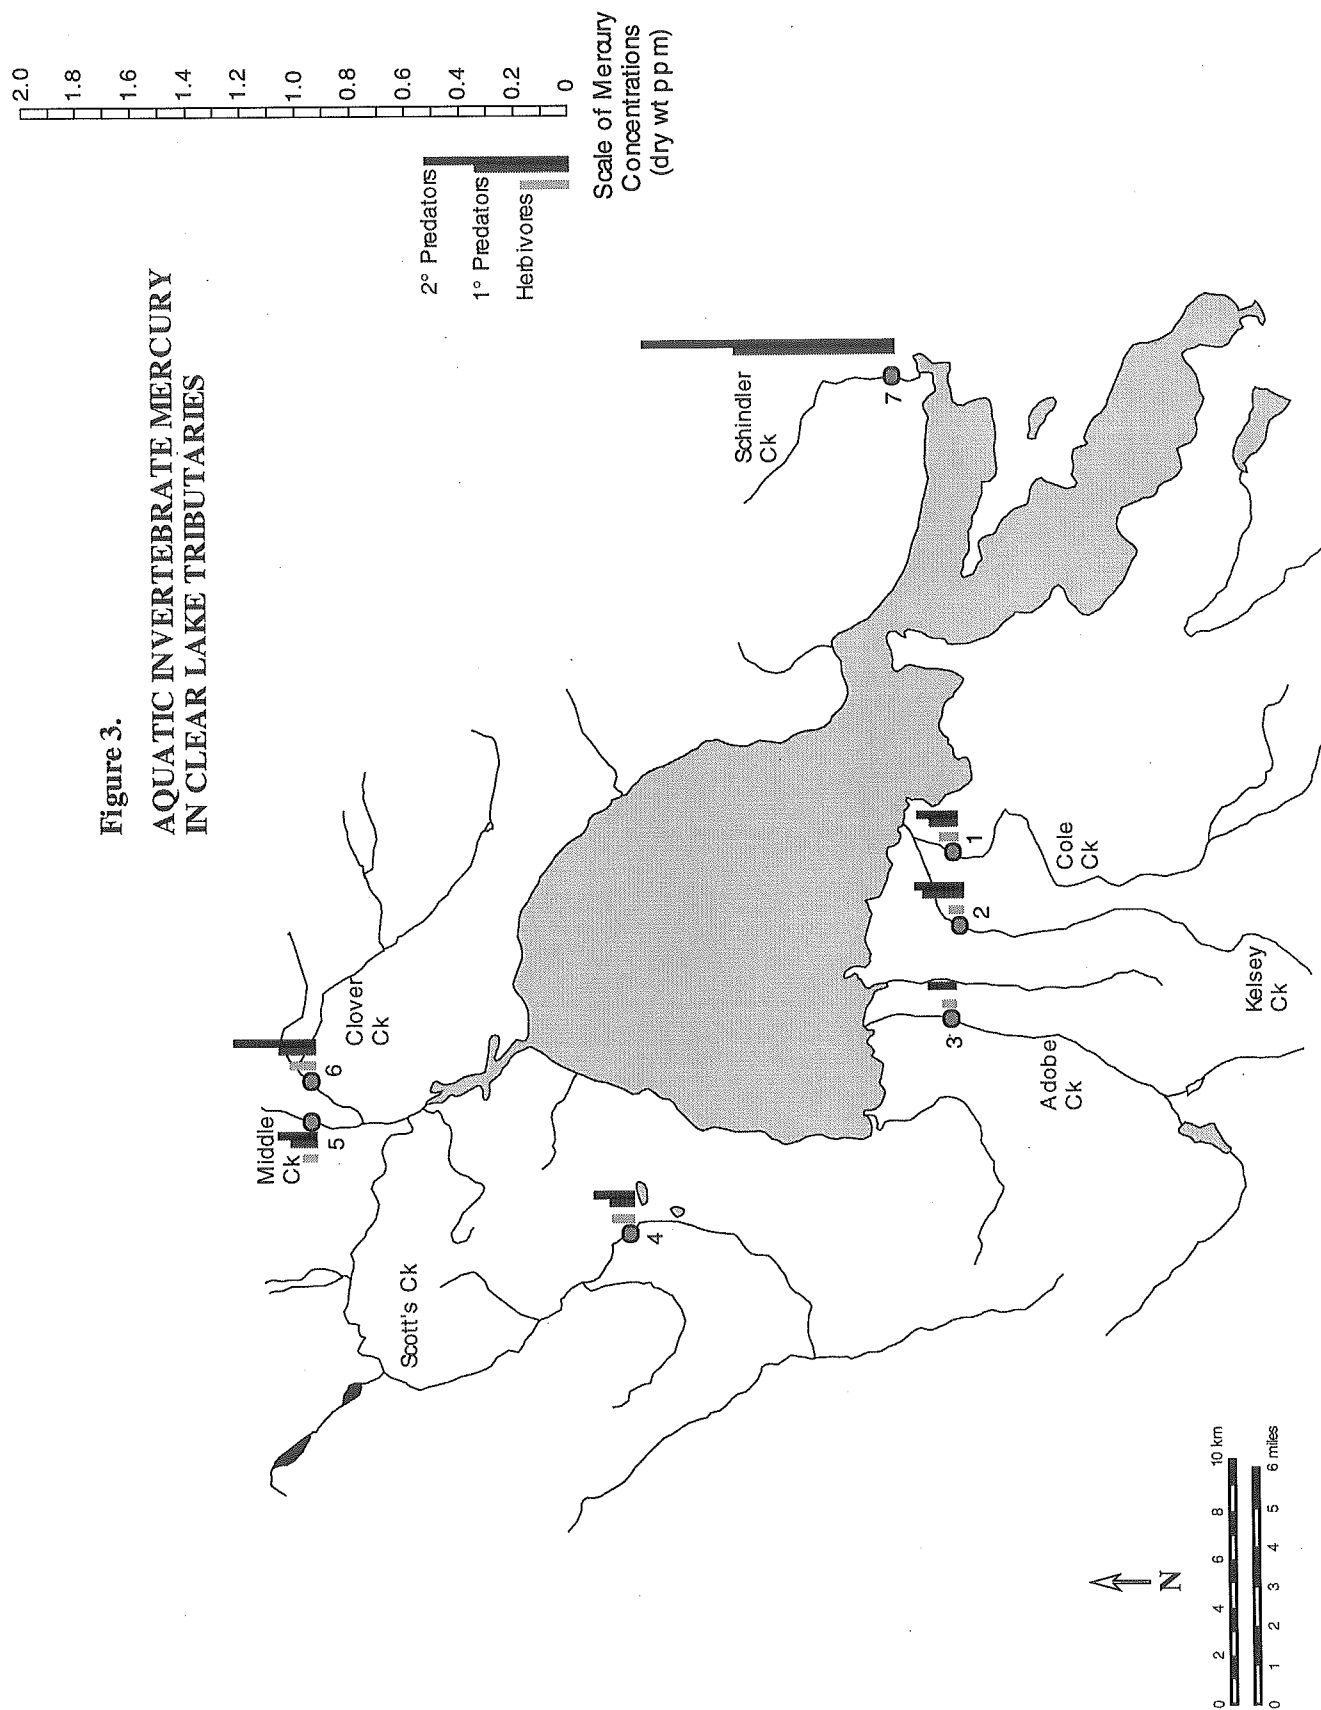 Figure 3.
AQUATIC INVERTEBRATE MERCURY
IN CLEAR LAKE TRIBUTARIES
2.0
1.8
1.6
1.4
1.2
1.0
0.8
0.6
0.4
0.2
0
2° Predators
1° Predators
Herbivores
Scale of Mercury
Concentrations
(dry wt ppm)
Middle
Ck
5
6
Clover
Ck
Scott's Ck
4
Schindler
Ck
7
3
Adobe
Ck
2
Kelsey
Ck
1
Cole
Ck
N
0 2 4 6 8 10 km
0 1 2 3 4 5 6 miles